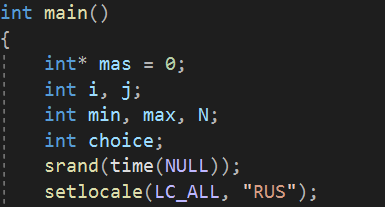 int main()
{
int* mas = 0;
int i, j;
int min, max, N;
int choice;
srand(time(NULL));
setlocale(LC_ALL, "RUS");